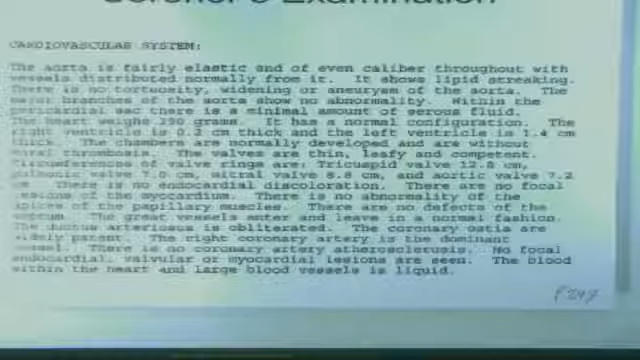 Coroner's Examination
CARDIOVASCULAR SYSTEM:
The aorta is fairly elastic and of even caliber throughout with
vessels distributed normally from it. It shows lipid streaking.
There is no tortuosity, widening or aneurysm of the aorta. The
major branches of the aorta show no abnormality. Within the
pericardial sac there is a minimal amount of serous fluid.
The heart weighs grams. It has a normal configuration. The
right ventricle is 0.2 cm thick and the left ventricle is 1.4 cm
thick. The chambers are normally developed and are without
mural thrombosis. The valves are thin, leafy and competent.
Circumferences of valve rings are: Tricuspid valve cm,
pulmonic valve 7.0 cm, mitral valve cm, and aortic valve 7.2
cm. There is no endocardial discoloration. There are no focal
lesions of the myocardium. There is no abnormality of the
apices of the papillary muscles. There are no defects of the
septum. The great vessels enter and leave in a normal fashion.
The ductus arteriosus is obliterated. The coronary ostia are
widely patent. The right coronary artery is the dominant
vessel. There is no coronary artery atherosclerosis. No focal
endocardial, valvular or myocardial lesions are seen. The blood
within the heart and large blood vessels is liquid.